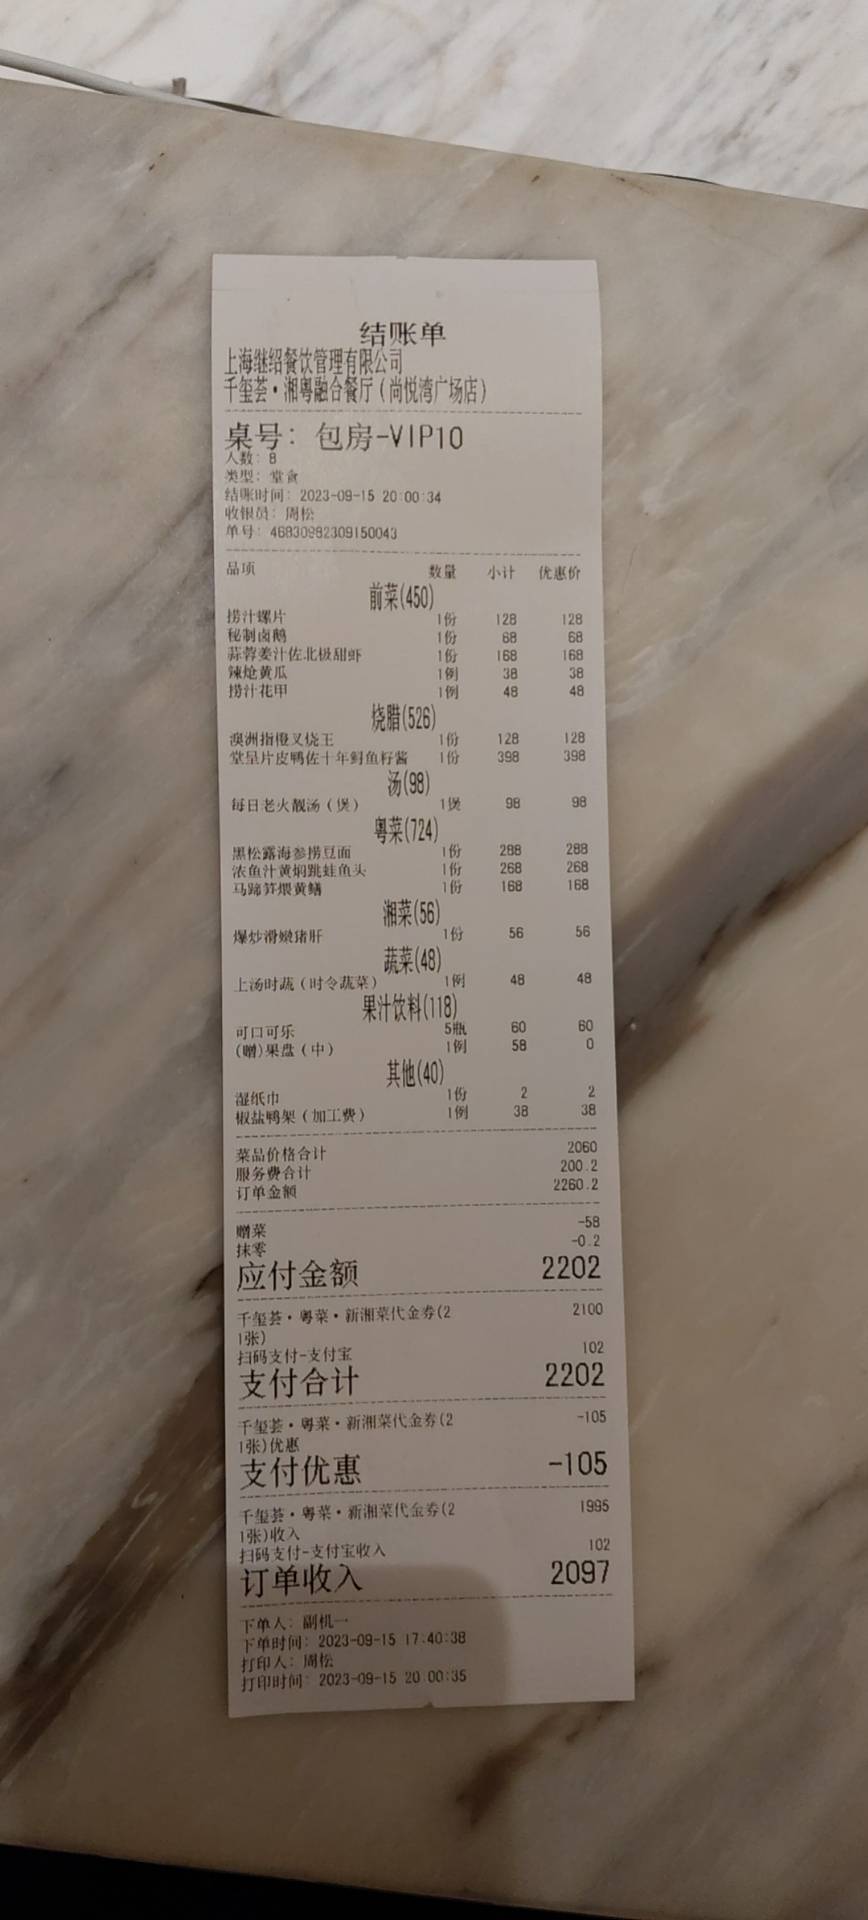 结账单
上海继绍餐饮管理有限公司
千玺荟·湘粤融合餐厅(尚悦湾广场店)
桌号: 包房-VIP10
人数: 8
类型: 堂食
结账时间: 2023-09-15 20:00:34
收银员: 周松
单号: 46830982309150043
品项 数量 小计 优惠价
前菜(450)
捞汁螺片 1份 128 128
秘制卤鹅 1份 68 68
蒜蓉姜汁佐北极甜虾 1份 168 168
辣炝黄瓜 1例 38 38
捞汁花甲 1例 48 48
烧腊(526)
澳洲指橙叉烧王 1份 128 128
堂呈片皮鸭佐十年鲟鱼籽酱 1份 398 398
汤(98)
每日老火靓汤(煲) 1煲 98 98
粤菜(724)
黑松露海参捞豆面 1份 288 288
浓鱼汁黄焖跳蛙鱼头 1份 268 268
马蹄笋煨黄鳝 1份 168 168
湘菜(56)
爆炒滑嫩猪肝 1份 56 56
蔬菜(48)
上汤时蔬(时令蔬菜) 1例 48 48
果汁饮料(118)
可口可乐 5瓶 60 60
(赠)果盘(中) 1例 58 0
其他(40)
湿纸巾 1份 2 2
椒盐鸭架(加工费) 1例 38 38
菜品价格合计 2060
服务费合计 200.2
订单金额 2260.2
赠菜 -58
抹零 -0.2
应付金额 2202
千玺荟·粤菜·新湘菜代金券(2 2100
1张)
扫码支付-支付宝 102
支付合计 2202
千玺荟·粤菜·新湘菜代金券(2 -105
1张)优惠
支付优惠 -105
千玺荟·粤菜·新湘菜代金券(2 1995
1张)收入
扫码支付-支付宝收入 102
订单收入 2097
下单人: 副机一
下单时间: 2023-09-15 17:40:38
打印人: 周松
打印时间: 2023-09-15 20:00:35